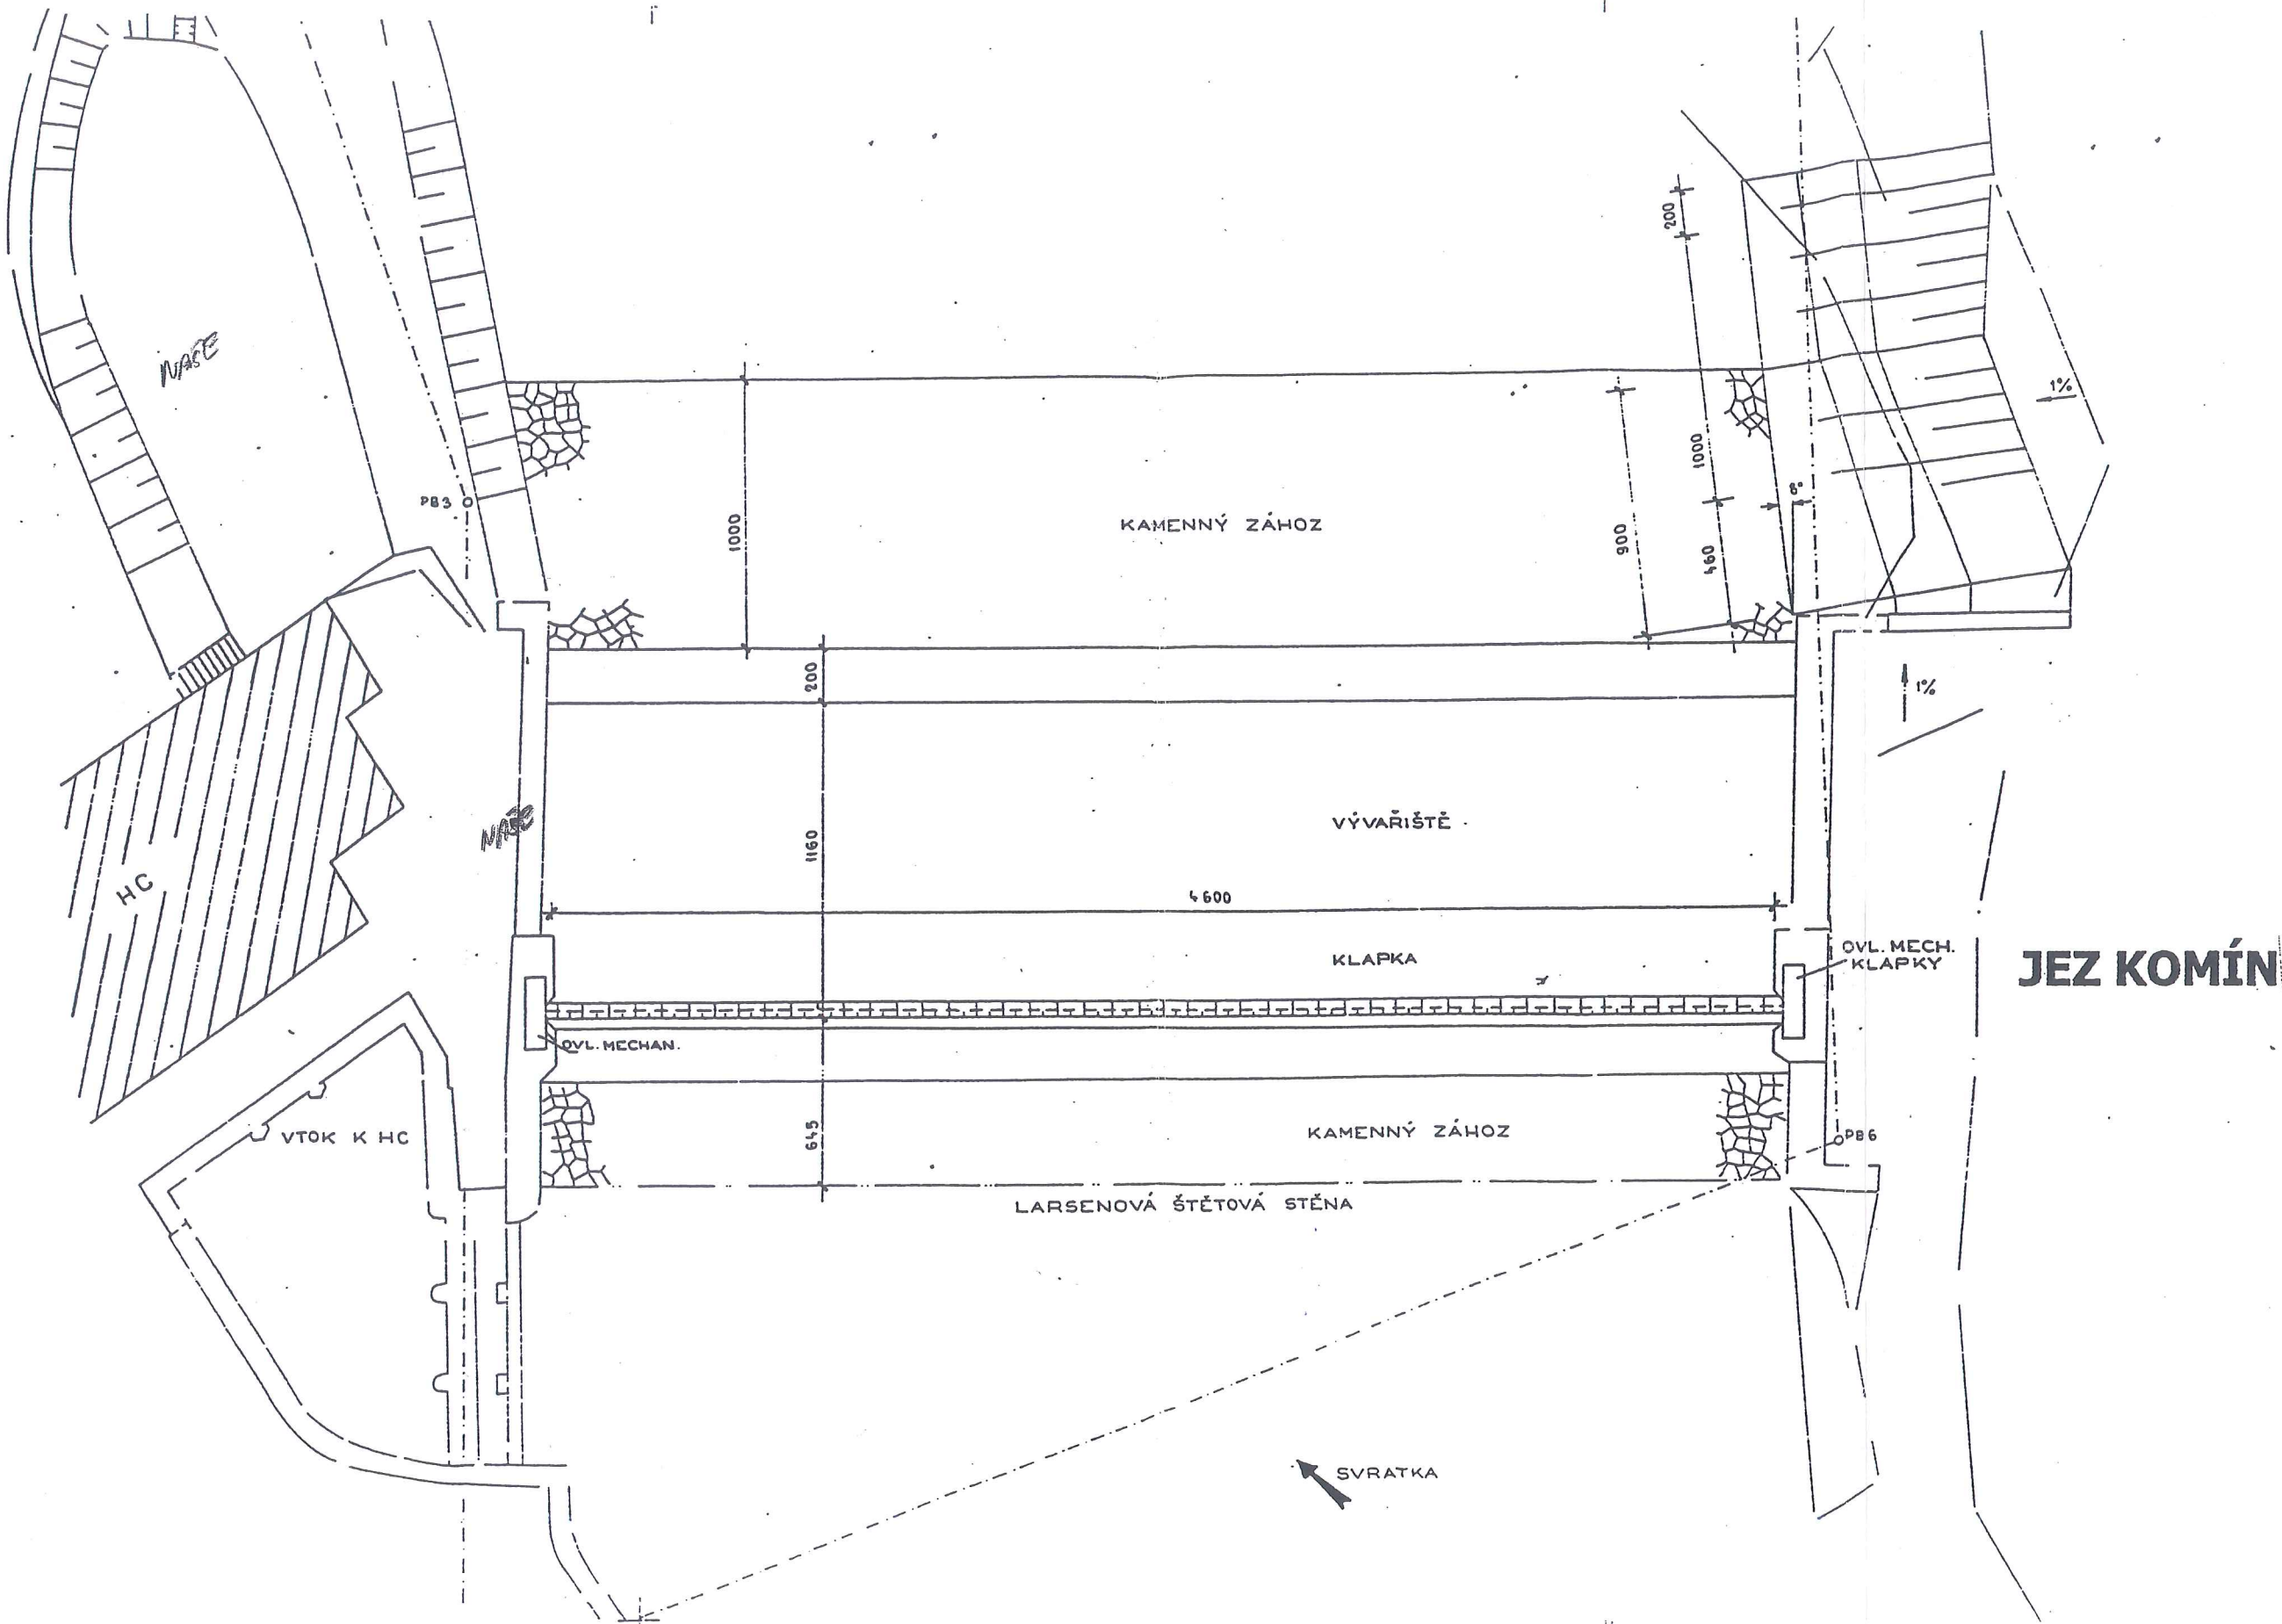 200
NAŠE
1%
1000
8°
PB3
1000
KAMENNÝ ZÁHOZ
900
460
200
1%
NAŠE
VÝVAŘIŠTĚ
1160
HC
4600
KLAPKA
OVL. MECH.
KLAPKY
JEZ KOMÍN
OVL. MECHAN.
VTOK K HC
645
KAMENNÝ ZÁHOZ
PB6
LARSENOVÁ ŠTĚTOVÁ STĚNA
SVRATKA